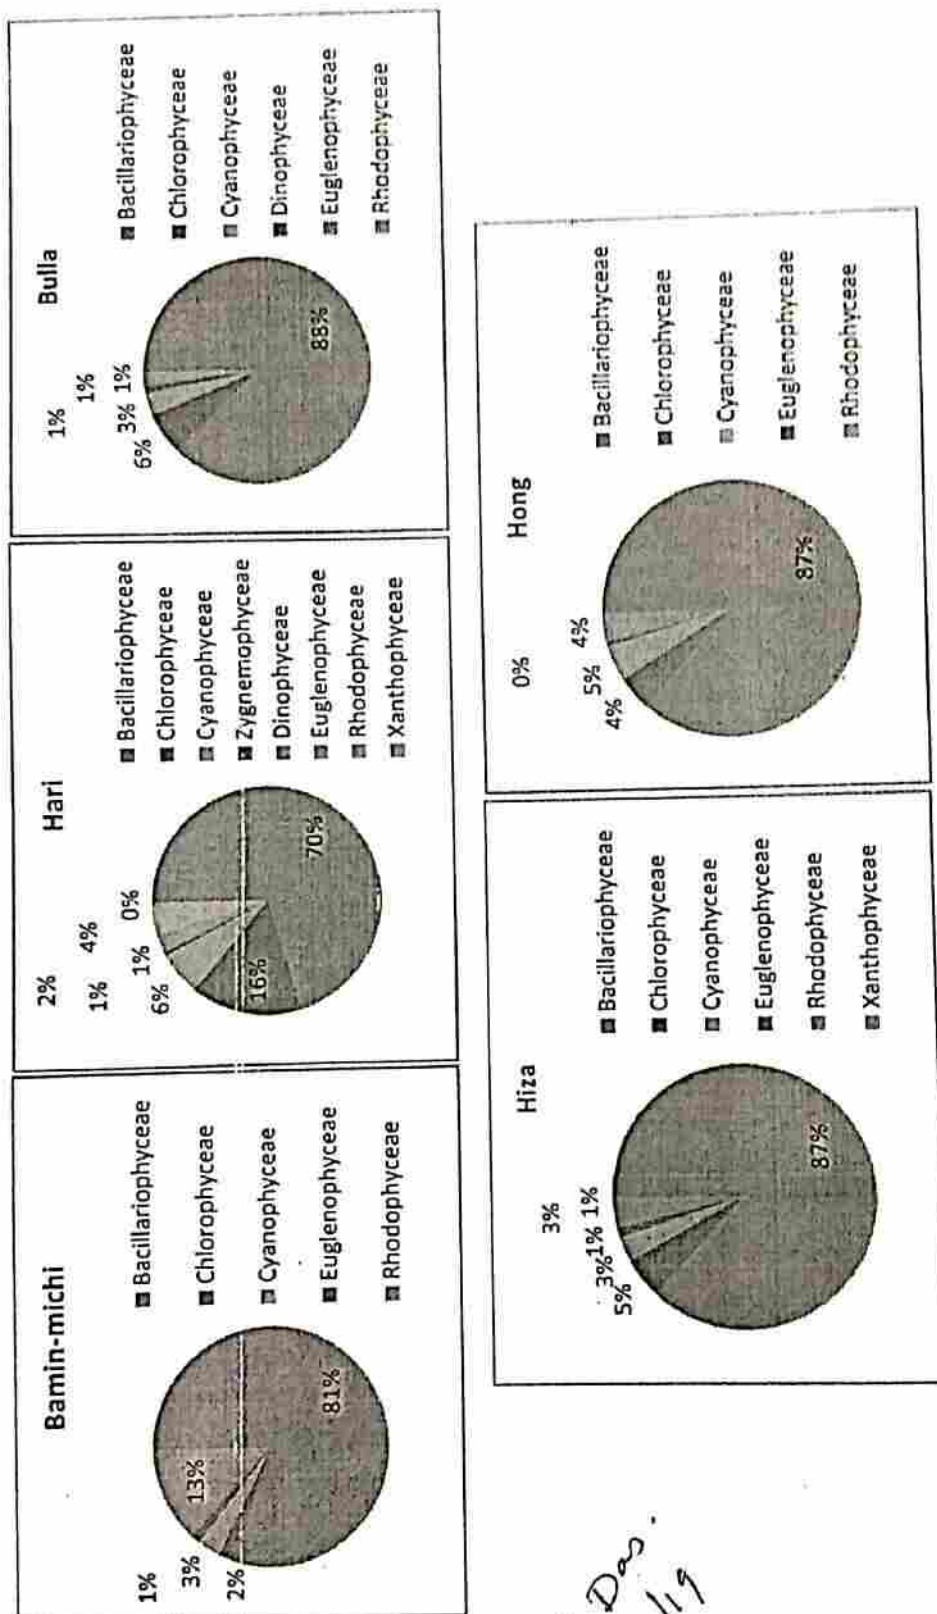 Bamin-michi
1%
3%
2%
13%
81%
Bacillariophyceae
Chlorophyceae
Cyanophyceae
Euglenophyceae
Rhodophyceae
Hari
2%
4%
1%
0%
1%
6%
16%
70%
Bacillariophyceae
Chlorophyceae
Cyanophyceae
Zygnemophyceae
Dinophyceae
Euglenophyceae
Rhodophyceae
Xanthophyceae
Bulla
1%
1%
3% 1%
6%
88%
Bacillariophyceae
Chlorophyceae
Cyanophyceae
Dinophyceae
Euglenophyceae
Rhodophyceae
Hiza
3%
1% 1%
3%
5%
87%
Bacillariophyceae
Chlorophyceae
Cyanophyceae
Euglenophyceae
Rhodophyceae
Xanthophyceae
Hong
0%
5% 4%
4%
87%
Bacillariophyceae
Chlorophyceae
Cyanophyceae
Euglenophyceae
Rhodophyceae
Das.
/19